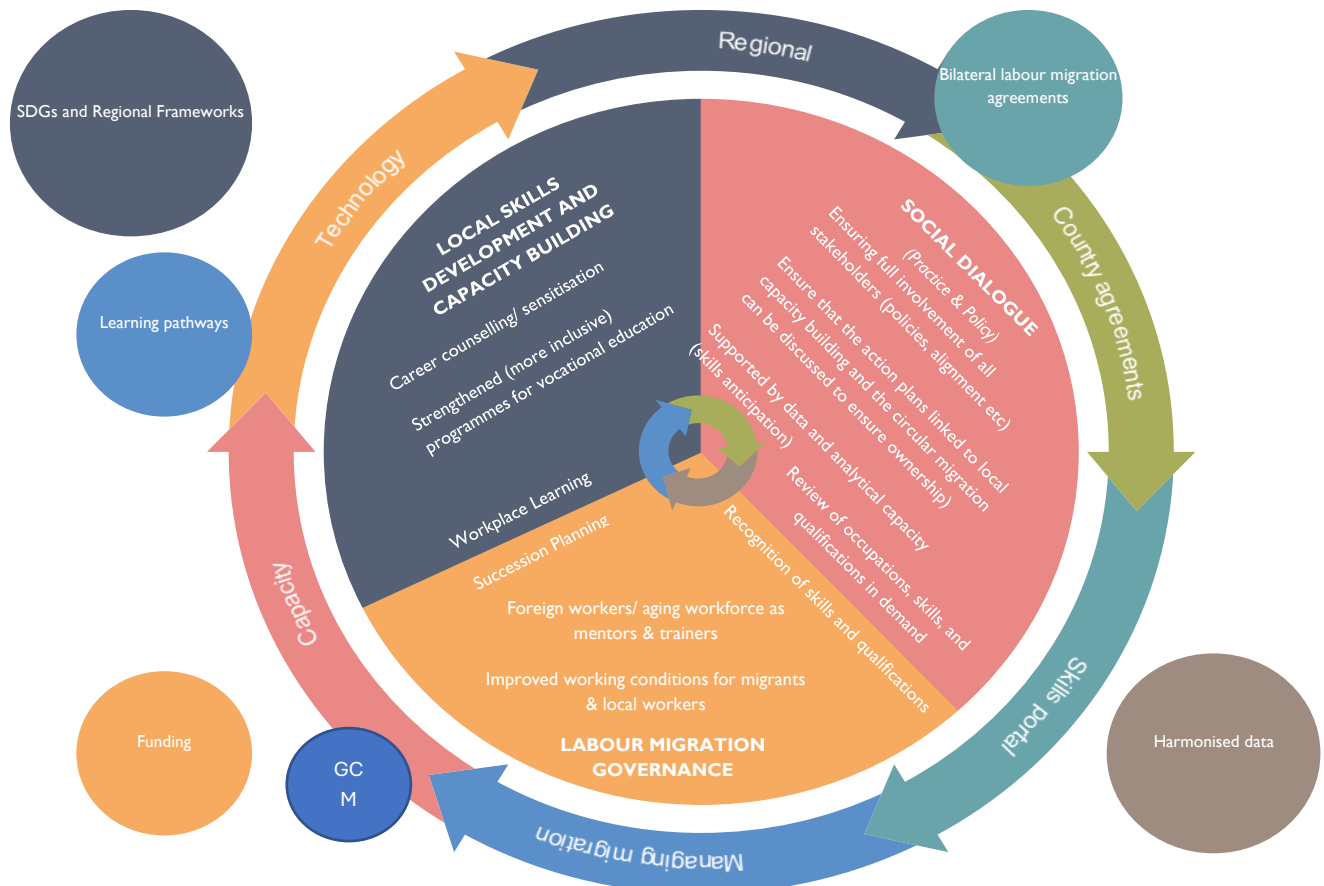 SDGs and Regional Frameworks
Learning pathways
Funding
GC
M
Bilateral labour migration
agreements
Harmonised data
Technology
Regional
Country agreements
Skills portal
Managing migration
Capacity
LOCAL SKILLS
DEVELOPMENT AND
CAPACITY BUILDING
Career counselling/ sensitisation
Strengthened (more inclusive)
programmes for vocational education
Workplace Learning
SOCIAL DIALOGUE
(Practice & Policy)
Ensuring full involvement of all
stakeholders (policies, alignment etc)
Ensure that the action plans linked to local
capacity building and the circular migration
can be discussed to ensure ownership)
Supported by data and analytical capacity
(skills anticipation)
Review of occupations, skills, and
qualifications in demand
Recognition of skills and qualifications
Succession Planning
Foreign workers/ aging workforce as
mentors & trainers
Improved working conditions for migrants
& local workers
LABOUR MIGRATION
GOVERNANCE